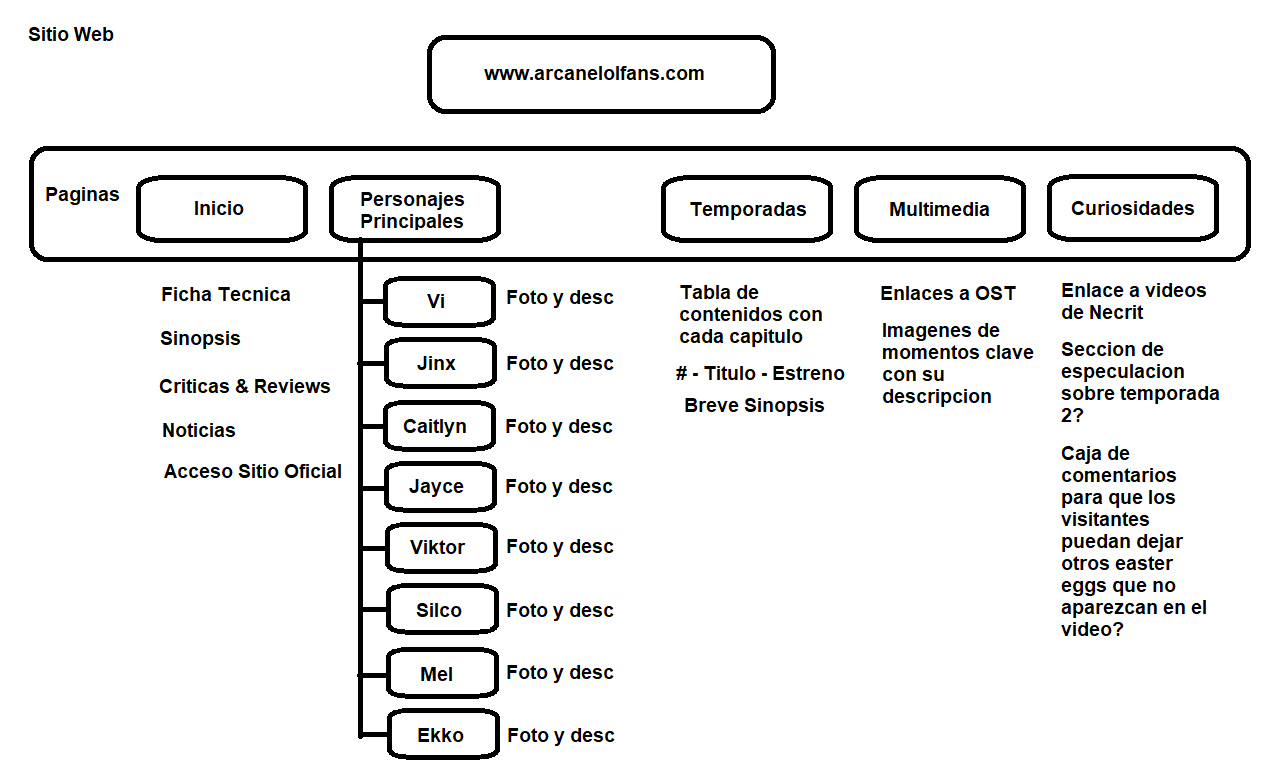 Sitio Web
www.arcanelolfans.com
Paginas
Inicio
Personajes
Principales
Temporadas
Multimedia
Curiosidades
Ficha Tecnica
Sinopsis
Criticas & Reviews
Noticias
Acceso Sitio Oficial
Vi
Foto y desc
Jinx
Foto y desc
Caitlyn
Foto y desc
Jayce
Foto y desc
Viktor
Foto y desc
Silco
Foto y desc
Mel
Foto y desc
Ekko
Foto y desc
Tabla de
contenidos con
cada capitulo
# - Titulo - Estreno
Breve Sinopsis
Enlaces a OST
Imagenes de
momentos clave
con su
descripcion
Enlace a videos
de Necrit
Seccion de
especulacion
sobre temporada
2?
Caja de
comentarios
para que los
visitantes
puedan dejar
otros easter
eggs que no
aparezcan en el
video?